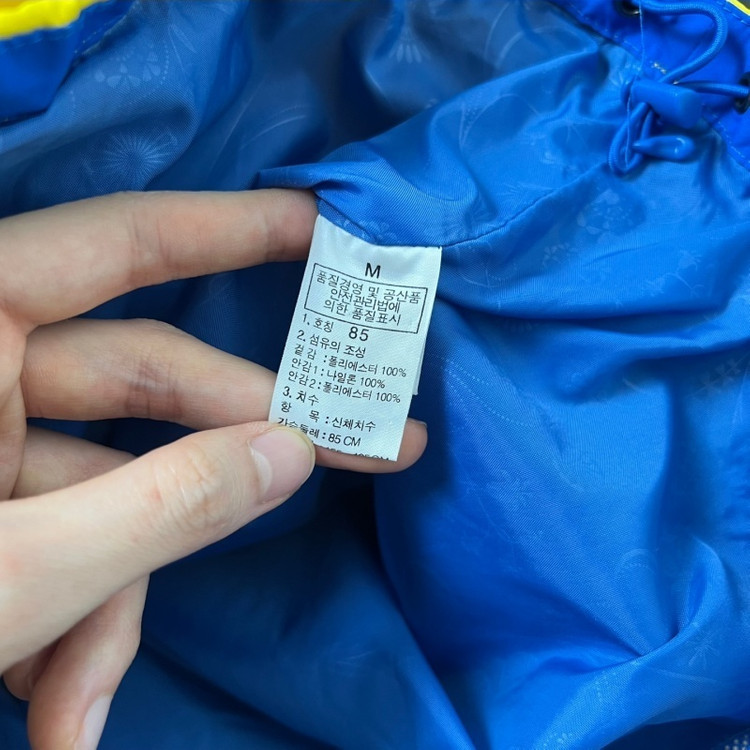 M
품질경영 및 공산품
안전관리법에
의한 품질표시
1. 호칭 85
2. 섬유의 조성
겉 감 : 폴리에스터 100%
안감1 : 나일론 100%
안감2 : 폴리에스터 100%
3. 치수
항 목 : 신체치수
가슴둘레 : 85 CM